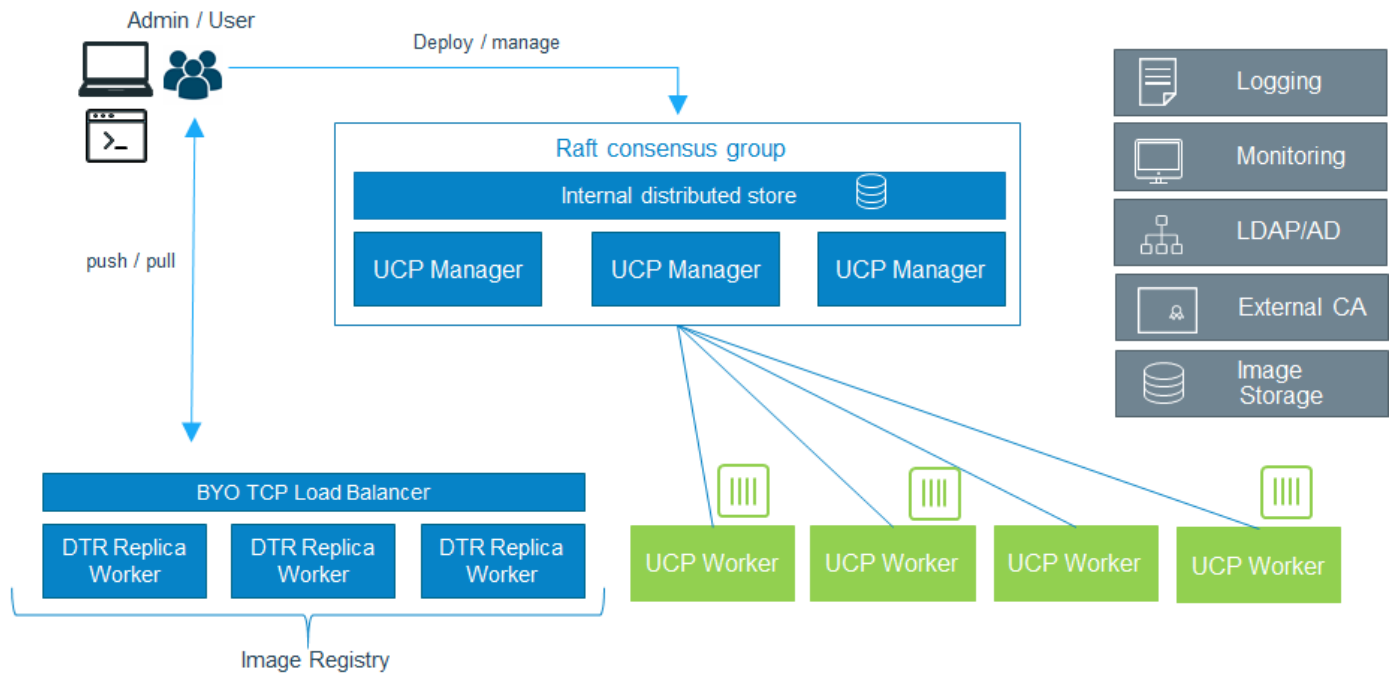 Admin / User
Deploy / manage
>_
push / pull
Raft consensus group
Internal distributed store
UCP Manager
UCP Manager
UCP Manager
Logging
Monitoring
LDAP/AD
External CA
Image
Storage
BYO TCP Load Balancer
DTR Replica
Worker
DTR Replica
Worker
DTR Replica
Worker
Image Registry
UCP Worker
UCP Worker
UCP Worker
UCP Worker